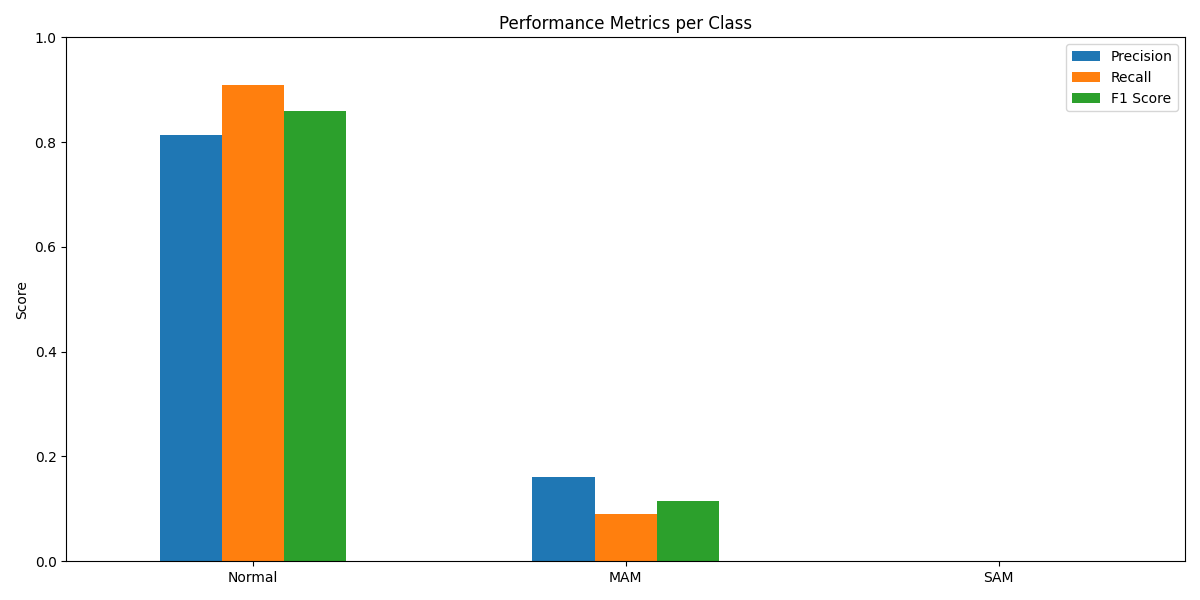 Performance Metrics per Class
Precision
Recall
F1 Score
Score
1.0
0.8
0.6
0.4
0.2
0.0
Normal
MAM
SAM